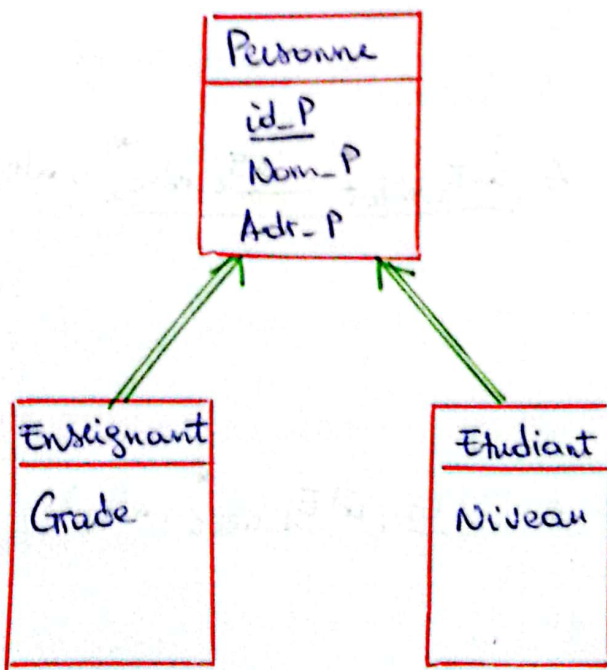 Personne
id_P
Nom_P
Adr_P
Enseignant
Grade
Etudiant
Niveau